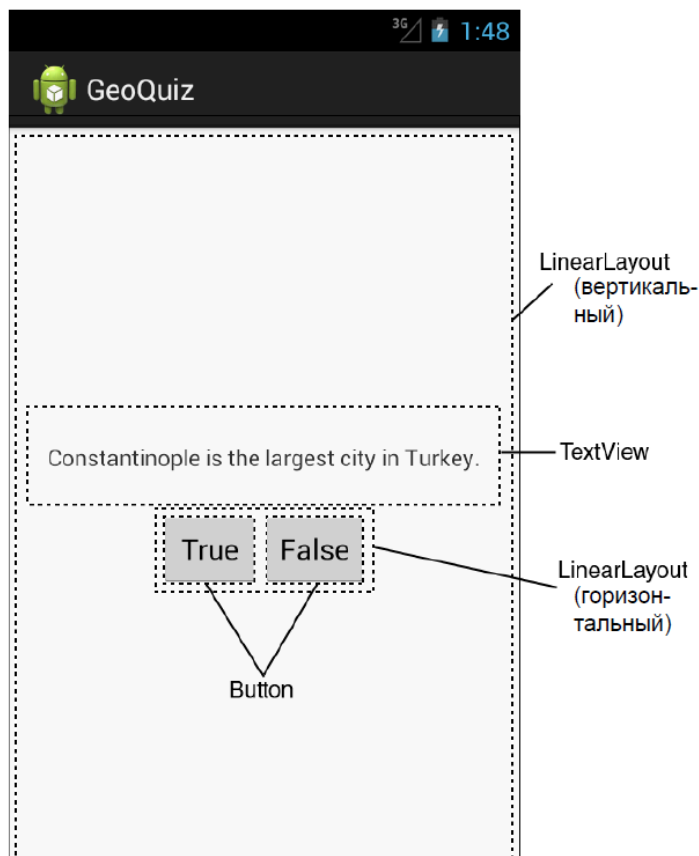 3G 1:48
GeoQuiz
LinearLayout
(вертикаль-
ный)
Constantinople is the largest city in Turkey.
TextView
True False
LinearLayout
(горизон-
тальный)
Button